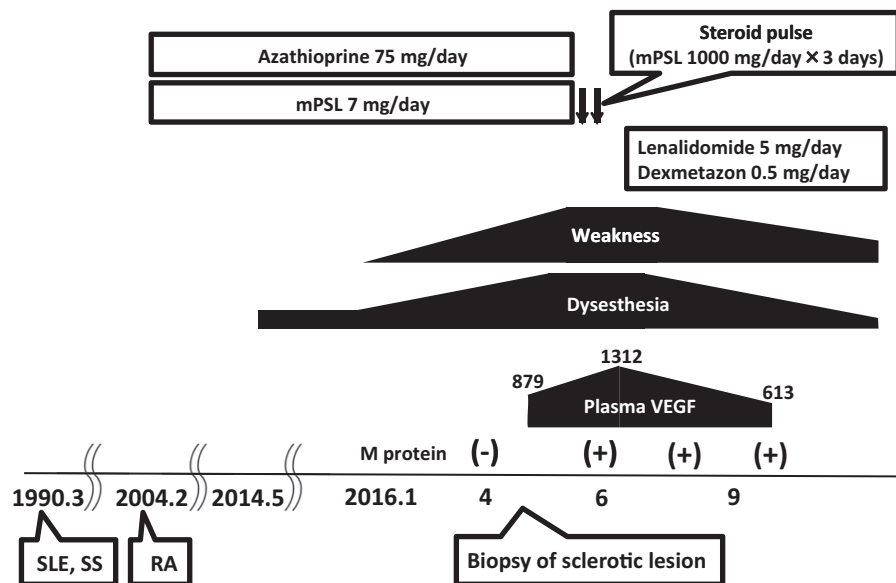 Steroid pulse
(mPSL 1000 mg/day × 3 days)
Azathioprine 75 mg/day
mPSL 7 mg/day
Lenalidomide 5 mg/day
Dexmetazon 0.5 mg/day
Weakness
Dysesthesia
1312
879
613
Plasma VEGF
M protein (-) (+) (+) (+)
1990.3 2004.2 2014.5 2016.1 4 6 9
SLE, SS RA Biopsy of sclerotic lesion